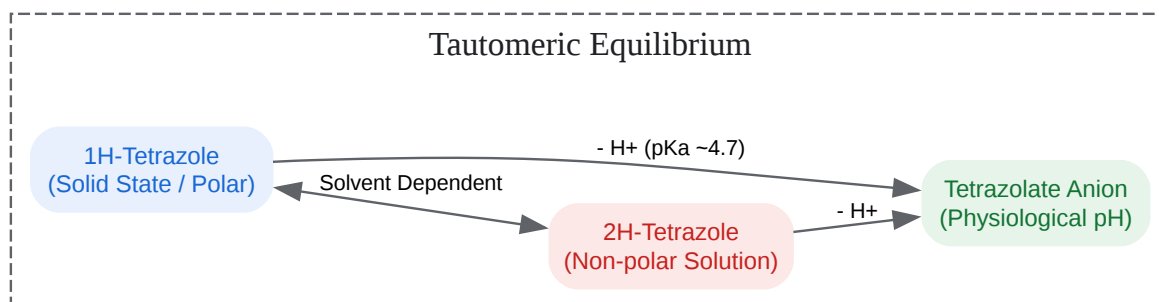 Tautomeric Equilibrium
- H+ (pKa ~4.7)
1H-Tetrazole
(Solid State / Polar)
Solvent Dependent
Tetrazolate Anion
(Physiological pH)
- H+
2H-Tetrazole
(Non-polar Solution)